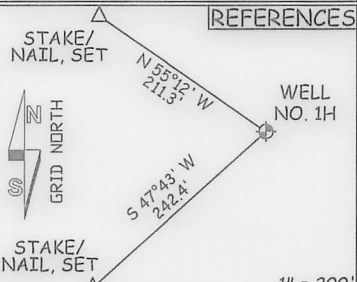 REFERENCES
STAKE/
NAIL, SET
N 55°12' W
211.3'
WELL
NO. 1H
N
S
GRID NORTH
S 47°43' W
242.4'
STAKE/
NAIL, SET
1" = 200'